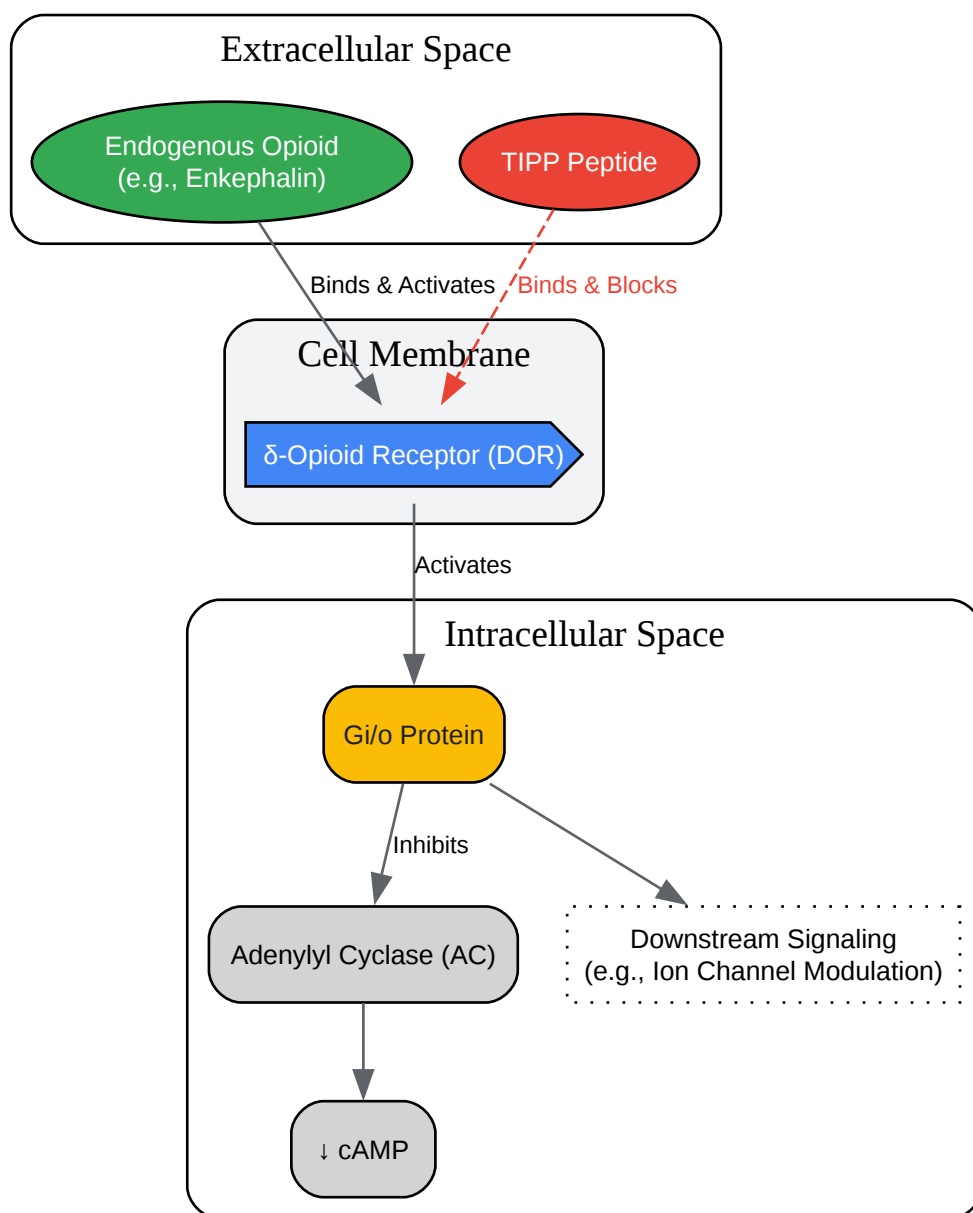 Extracellular Space
Endogenous Opioid
(e.g., Enkephalin)
TIPP Peptide
Binds & Activates
Binds & Blocks
Cell Membrane
δ-Opioid Receptor (DOR)
Activates
Intracellular Space
Gi/o Protein
Inhibits
Adenylyl Cyclase (AC)
Downstream Signaling
(e.g., Ion Channel Modulation)
↓ cAMP